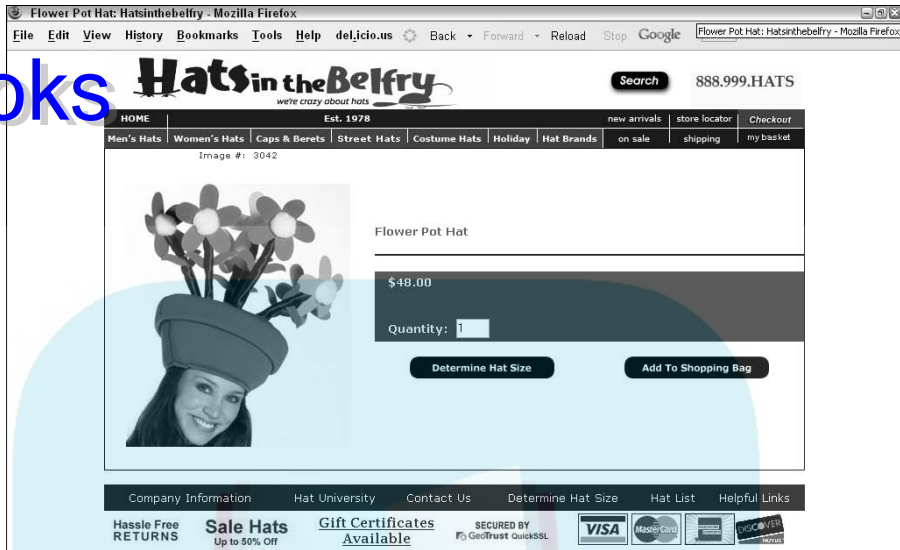 Flower Pot Hat: Hatsinthebelfry - Mozilla Firefox
File Edit View History Bookmarks Tools Help del.icio.us Back Forward Reload Stop Google
Flower Pot Hat: Hatsinthebelfry - Mozilla Firefox
oks
Hats in the Belfry
we're crazy about hats
Search
888.999.HATS
HOME Est. 1978 new arrivals store locator Checkout
Men's Hats Women's Hats Caps & Berets Street Hats Costume Hats Holiday Hat Brands on sale shipping my basket
Image #: 3042
Flower Pot Hat
$48.00
Quantity: 1
Determine Hat Size Add To Shopping Bag
Company Information Hat University Contact Us Determine Hat Size Hat List Helpful Links
Hassle Free RETURNS
Sale Hats
Up to 50% Off
Gift Certificates
Available
SECURED BY
GeoTrust QuickSSL
VISA MasterCard DISCOVER